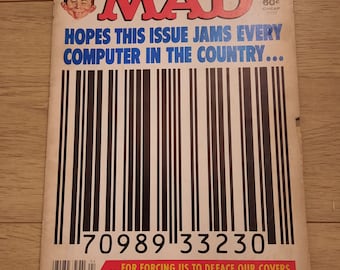 MAD
60¢
CHEAP
HOPES THIS ISSUE JAMS EVERY
COMPUTER IN THE COUNTRY...
70989 33230
FOR FORCING US TO DEFACE OUR COVERS